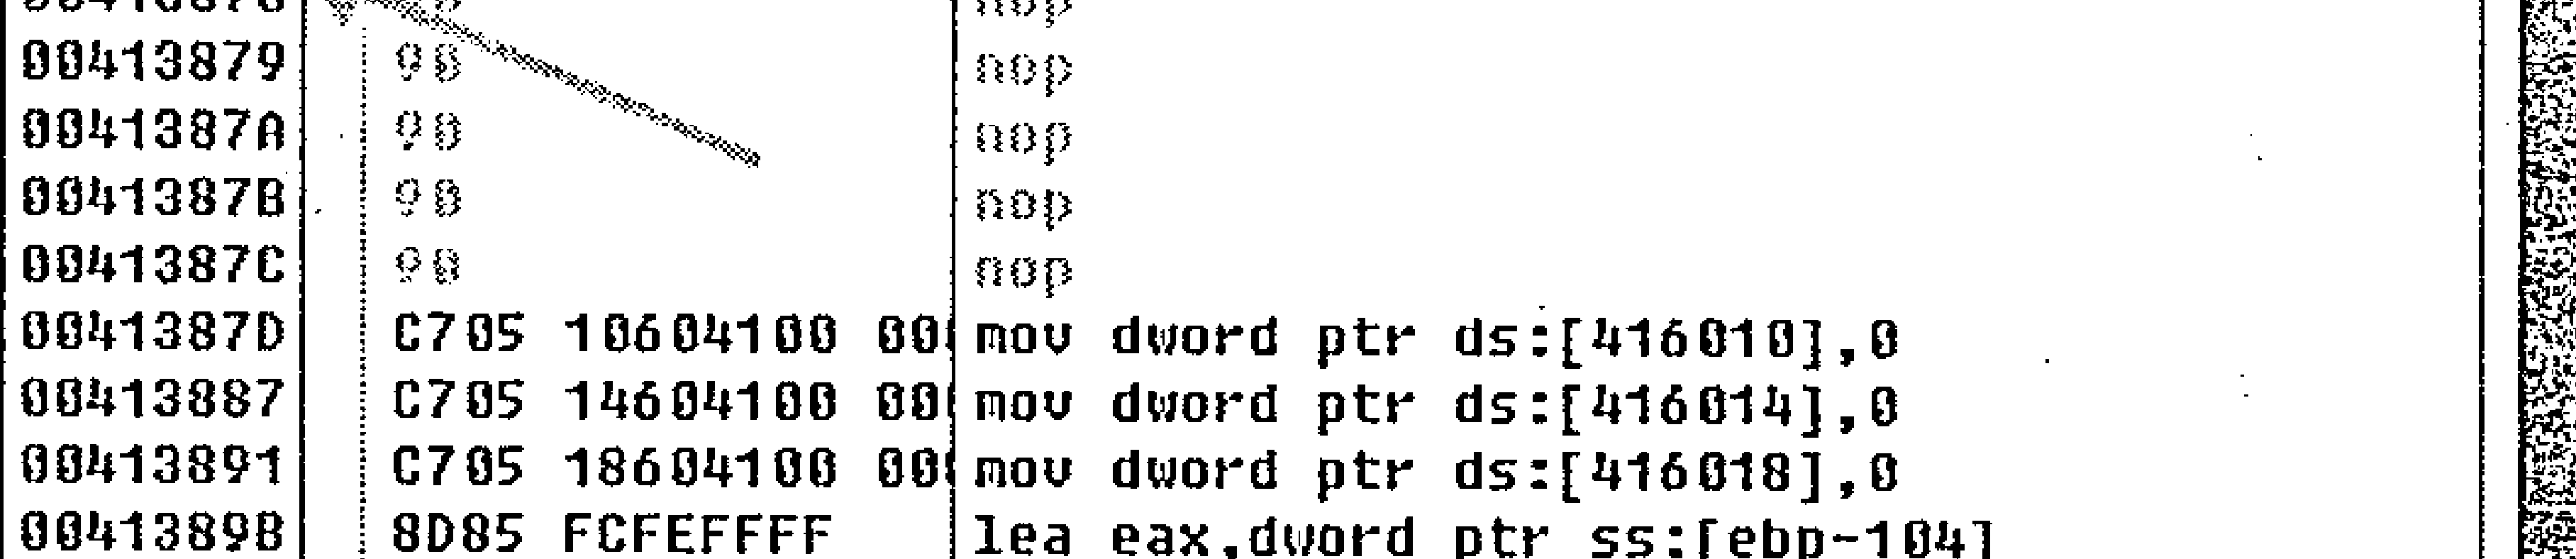 nop
00413879 90 nop
0041387A 90 nop
0041387B 90 nop
0041387C 90 nop
0041387D C705 10604100 00 mov dword ptr ds:[416010],0
00413887 C705 14604100 00 mov dword ptr ds:[416014],0
00413891 C705 18604100 00 mov dword ptr ds:[416018],0
0041389B 8D85 FCFEFFFF lea eax,dword ptr ss:[ebp-104]